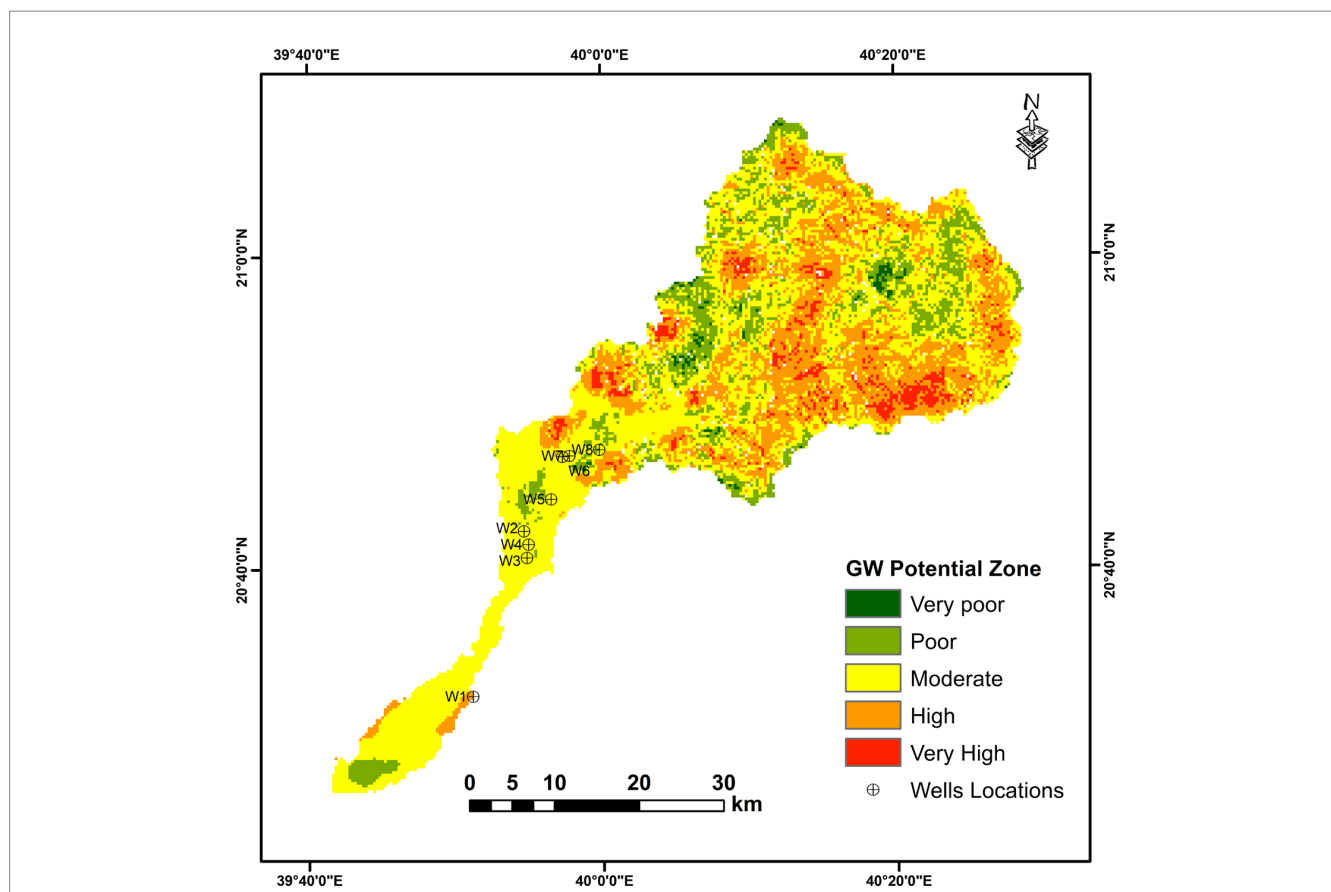 39°40'0"E 40°0'0"E 40°20'0"E
N
21°0'0"N 21°0'0"N
W8
W7
W6
W5
W2
W4
W3
20°40'0"N 20°40'0"N
GW Potential Zone
Very poor
Poor
Moderate
High
W1
Very High
0 5 10 20 30
km
Wells Locations
39°40'0"E 40°0'0"E 40°20'0"E